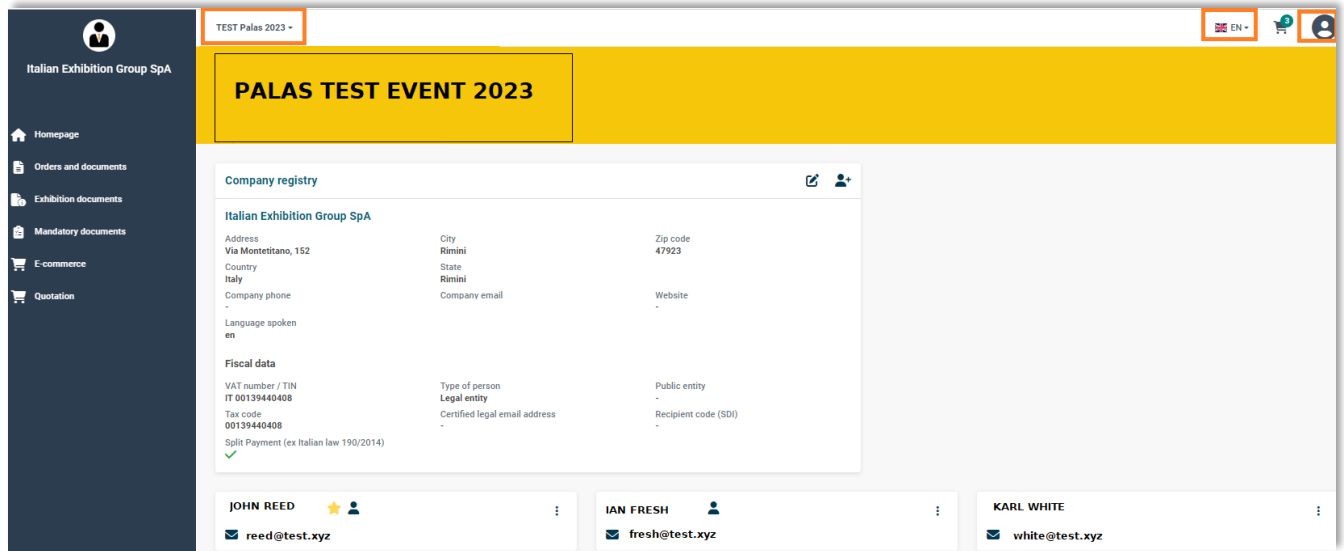 TEST Palas 2023
EN
3
Italian Exhibition Group SpA
Homepage
Orders and documents
Exhibition documents
Mandatory documents
E-commerce
Quotation
PALAS TEST EVENT 2023
Company registry
Italian Exhibition Group SpA
Address City Zip code
Via Montetitano, 152 Rimini 47923
Country State
Italy Rimini
Company phone Company email Website
- -
Language spoken
en
Fiscal data
VAT number / TIN Type of person Public entity
IT 00139440408 Legal entity -
Tax code Certified legal email address Recipient code (SDI)
00139440408 - -
Split Payment (ex Italian law 190/2014)
JOHN REED IAN FRESH KARL WHITE
reed@test.xyz fresh@test.xyz white@test.xyz